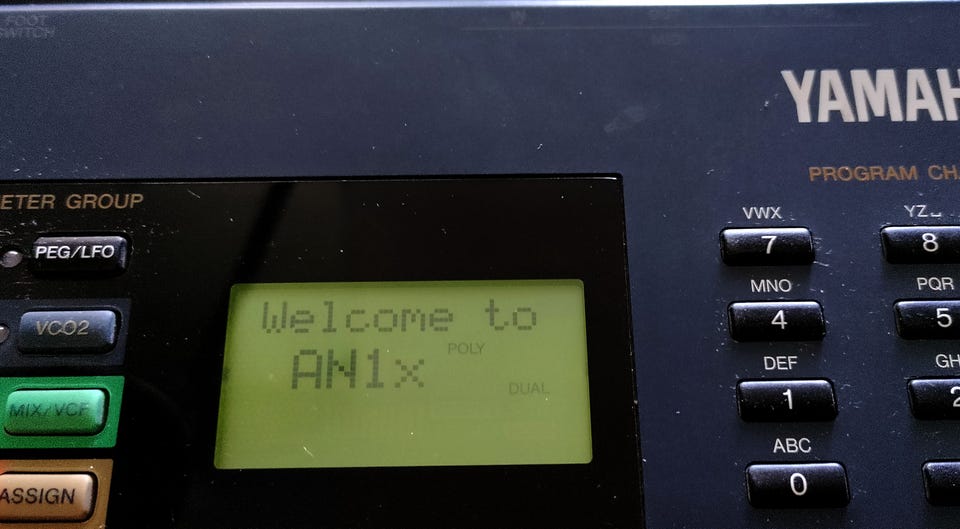 FOOT
SWITCH
YAMAH
PROGRAM CHA
ETER GROUP
PEG/LFO
VCO2
MIX/VCF
ASSIGN
Welcome to
AN1x
POLY
DUAL
VWX
7
YZ␣
8
MNO
4
PQR
5
DEF
1
GH
2
ABC
0